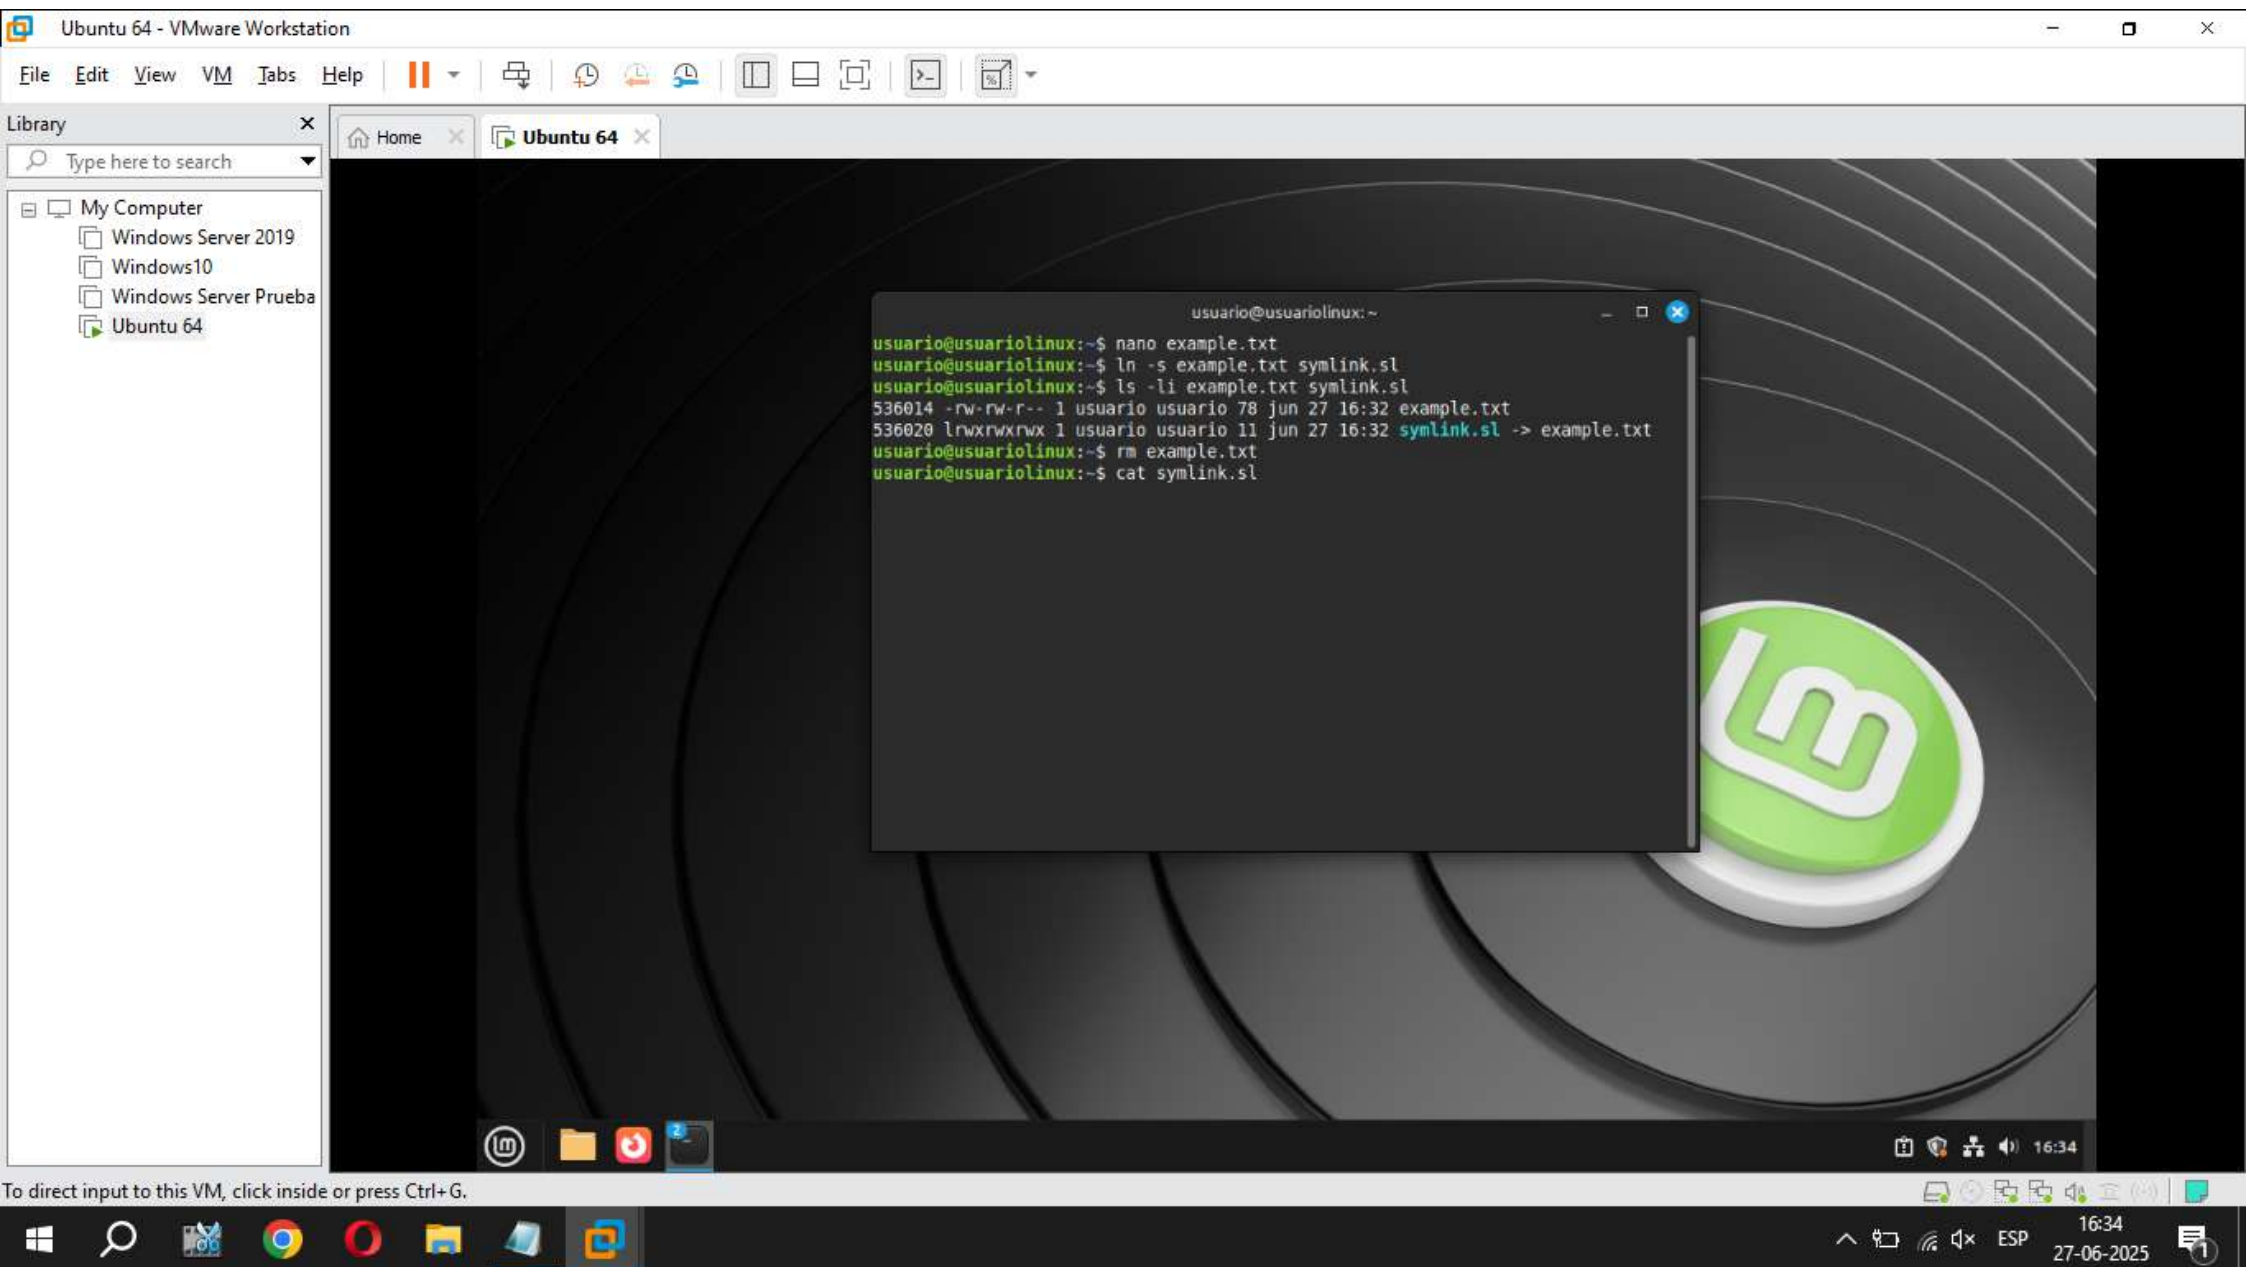 Ubuntu 64 - VMware Workstation
File Edit View VM Tabs Help
Library
Home
Ubuntu 64
Type here to search
My Computer
Windows Server 2019
Windows10
Windows Server Prueba
Ubuntu 64
usuario@usuariolinux: ~
usuario@usuariolinux:~$ nano example.txt
usuario@usuariolinux:~$ ln -s example.txt symlink.sl
usuario@usuariolinux:~$ ls -li example.txt symlink.sl
536014 -rw-rw-r-- 1 usuario usuario 78 jun 27 16:32 example.txt
536020 lrwxrwxrwx 1 usuario usuario 11 jun 27 16:32 symlink.sl -> example.txt
usuario@usuariolinux:~$ rm example.txt
usuario@usuariolinux:~$ cat symlink.sl
2
16:34
To direct input to this VM, click inside or press Ctrl+G.
ESP
16:34
27-06-2025
1